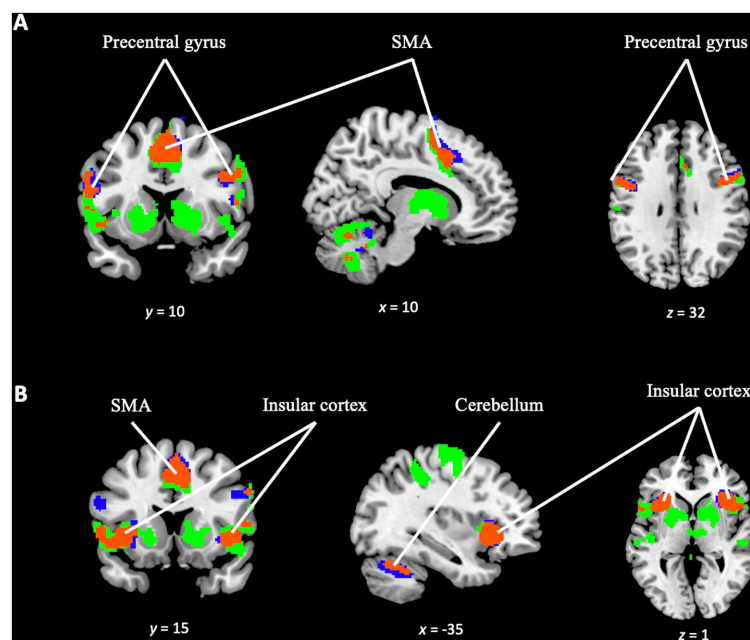 A
Precentral gyrus
SMA
Precentral gyrus
y = 10
x = 10
z = 32
B
SMA
Insular cortex
Cerebellum
Insular cortex
y = 15
x = -35
z = 1